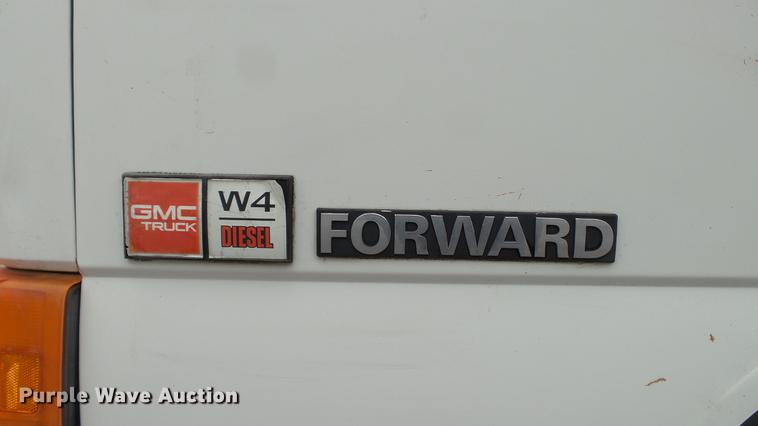 GMC
TRUCK
W4
DIESEL
FORWARD
Purple Wave Auction